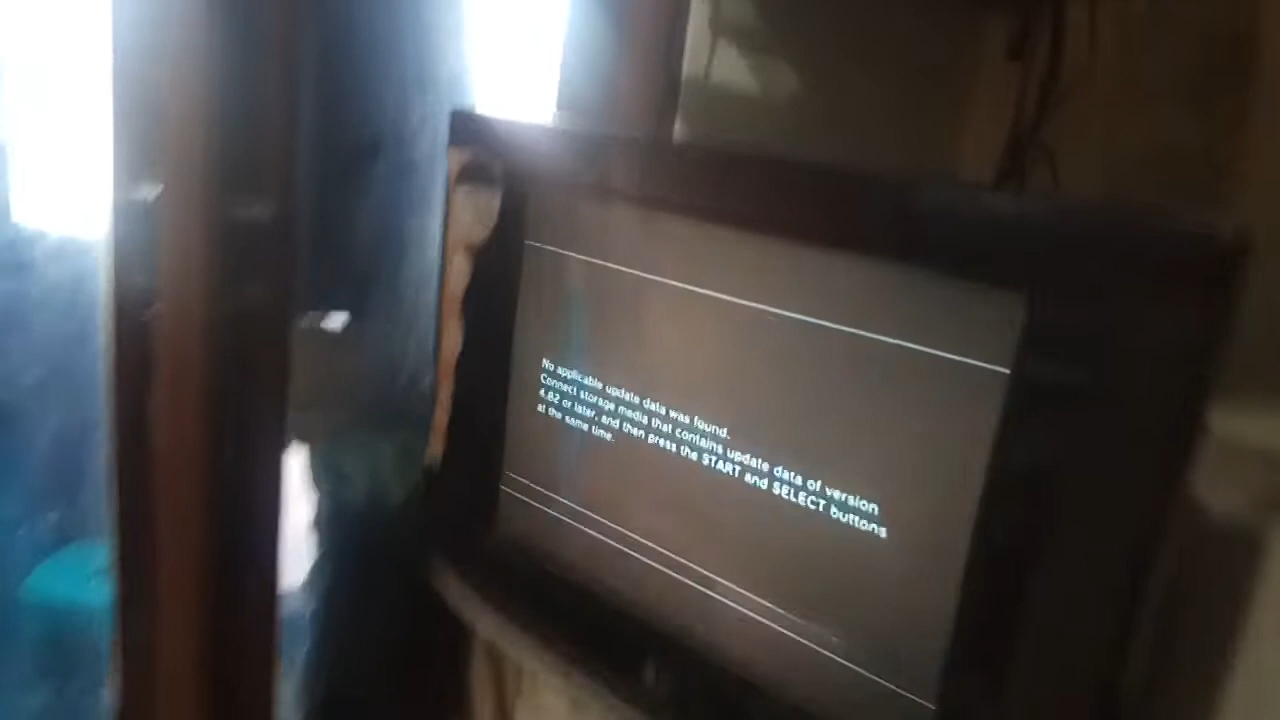 No applicable update data was found.
Connect storage media that contains update data of version
4.82 or later, and then press the START and SELECT buttons
at the same time.